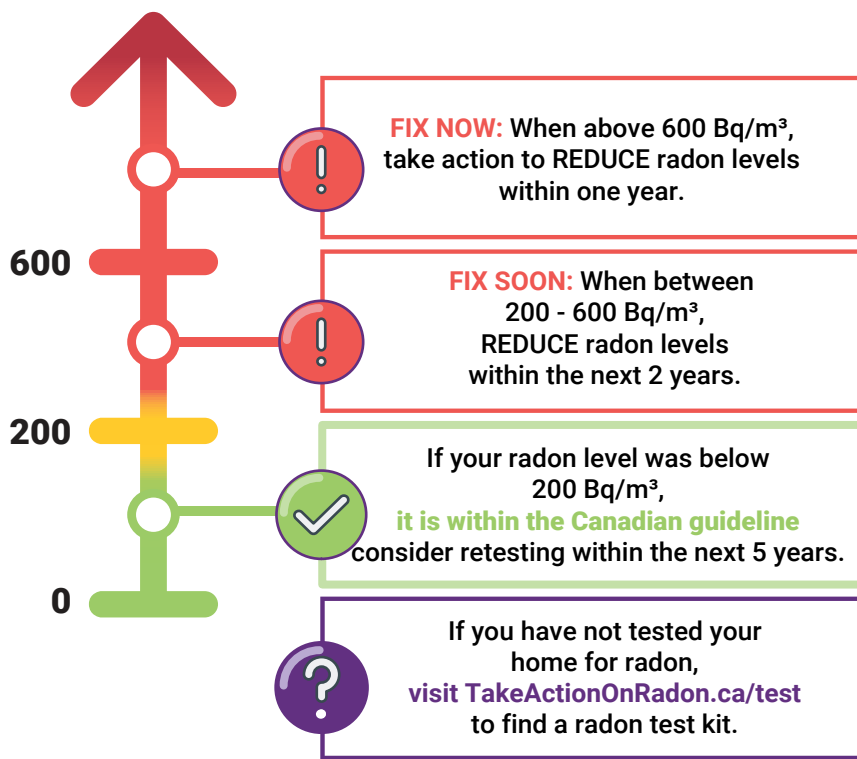 FIX NOW: When above 600 Bq/m³,
take action to REDUCE radon levels
within one year.
600
FIX SOON: When between
200 - 600 Bq/m³,
REDUCE radon levels
within the next 2 years.
200
If your radon level was below
200 Bq/m³,
it is within the Canadian guideline
consider retesting within the next 5 years.
0
If you have not tested your
home for radon,
visit TakeActionOnRadon.ca/test
to find a radon test kit.